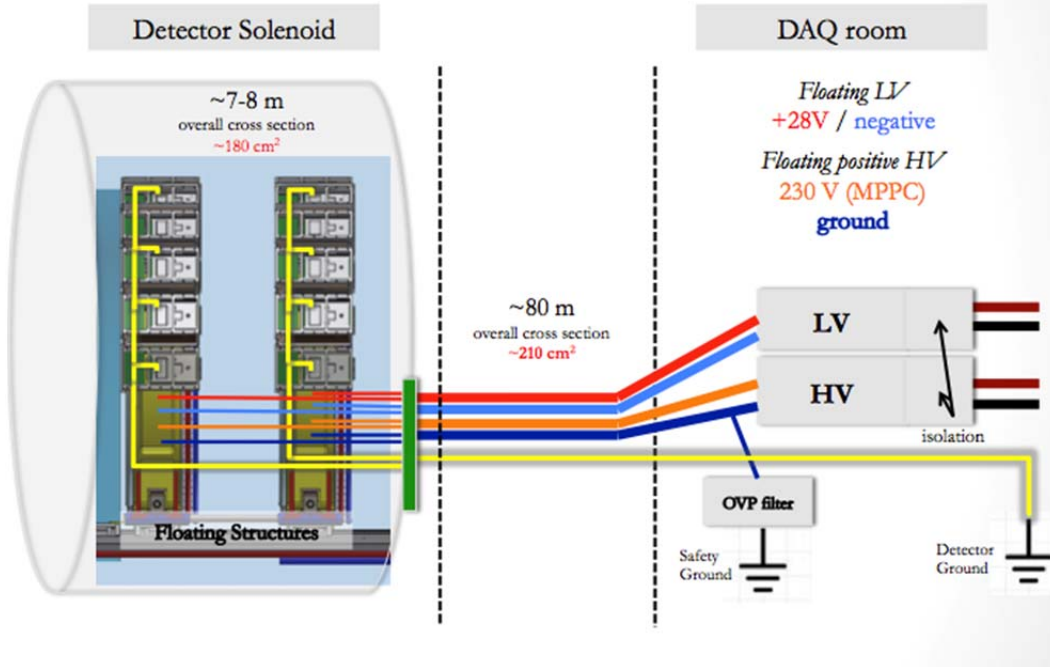 Detector Solenoid
DAQ room
~7-8 m
overall cross section
~180 cm²
Floating LV
+28V / negative
Floating positive HV
230 V (MPPC)
ground
~80 m
overall cross section
~210 cm²
LV
HV
isolation
OVP filter
Floating Structures
Safety
Ground
Detector
Ground